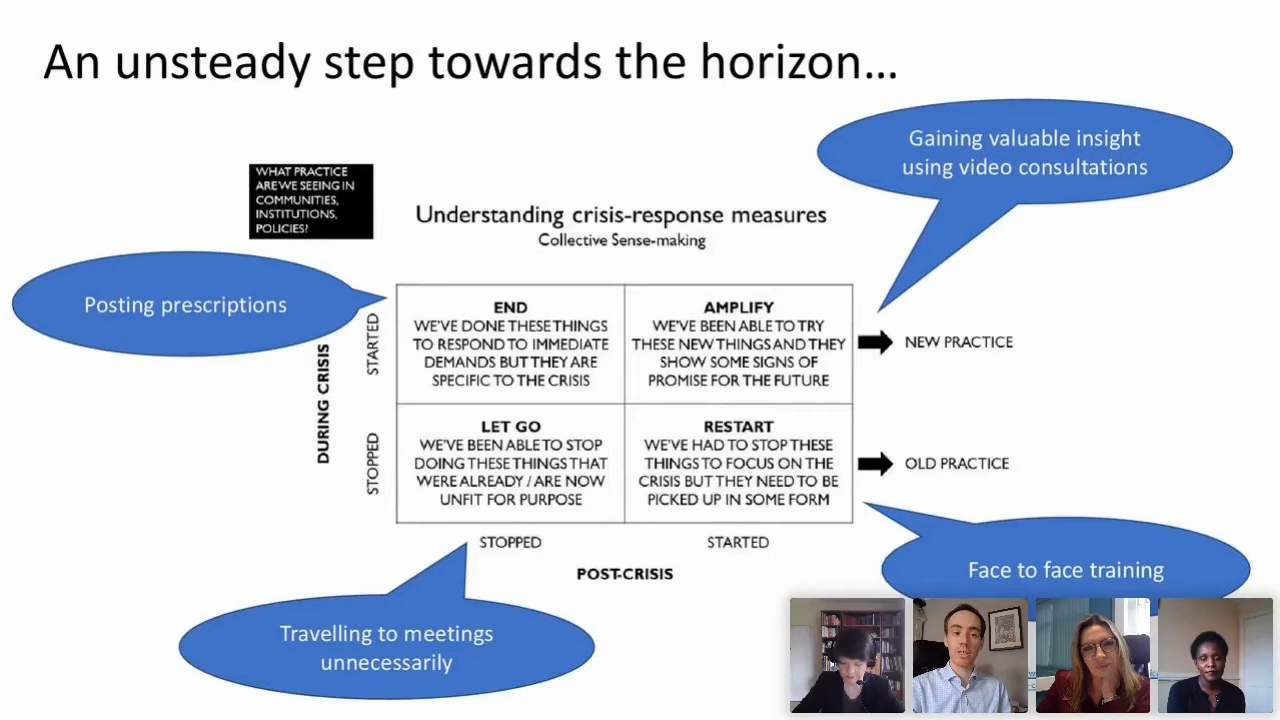 An unsteady step towards the horizon...
Gaining valuable insight
using video consultations
WHAT PRACTICE
ARE WE SEEING IN
COMMUNITIES,
INSTITUTIONS,
POLICIES?
Understanding crisis-response measures
Collective Sense-making
Posting prescriptions
DURING CRISIS
STARTED
STOPPED
END
WE'VE DONE THESE THINGS
TO RESPOND TO IMMEDIATE
DEMANDS BUT THEY ARE
SPECIFIC TO THE CRISIS
AMPLIFY
WE'VE BEEN ABLE TO TRY
THESE NEW THINGS AND THEY
SHOW SOME SIGNS OF
PROMISE FOR THE FUTURE
NEW PRACTICE
LET GO
WE'VE BEEN ABLE TO STOP
DOING THESE THINGS THAT
WERE ALREADY / ARE NOW
UNFIT FOR PURPOSE
RESTART
WE'VE HAD TO STOP THESE
THINGS TO FOCUS ON THE
CRISIS BUT THEY NEED TO BE
PICKED UP IN SOME FORM
OLD PRACTICE
STOPPED
STARTED
POST-CRISIS
Face to face training
Travelling to meetings
unnecessarily